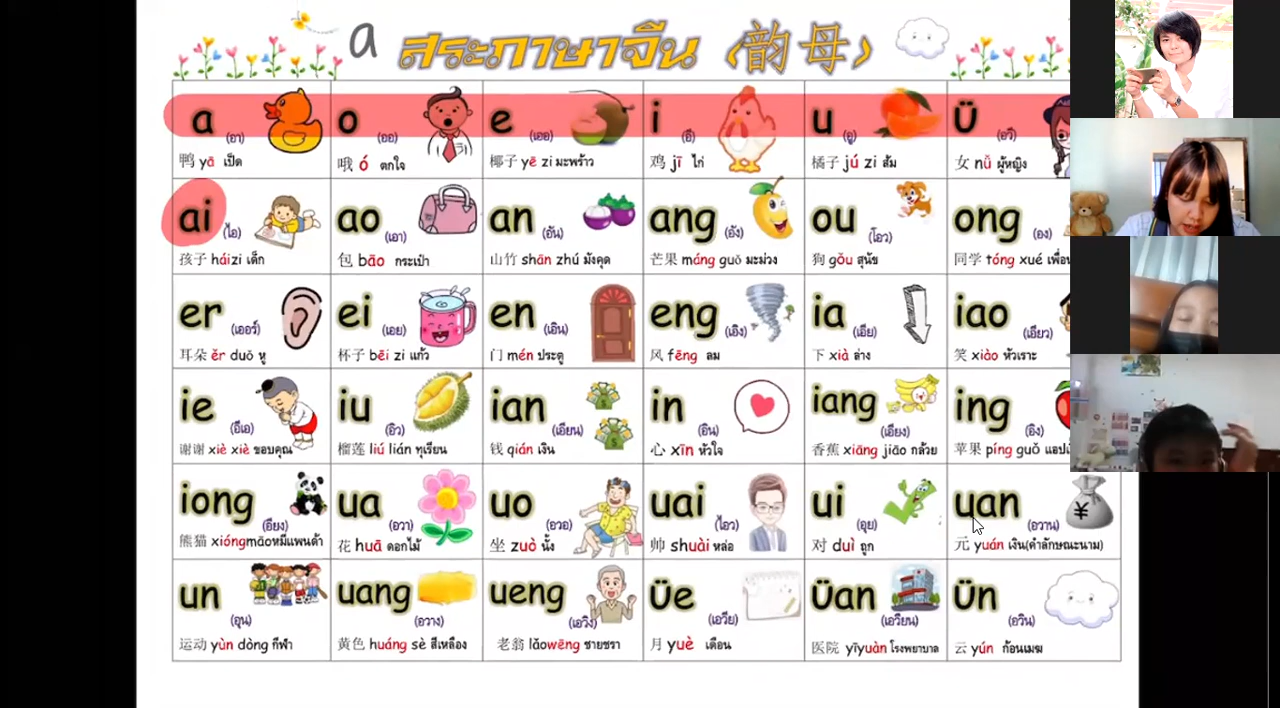 a สระภาษาจีน (韵母)
a (อา) o (ออ) e (เออ) i (อี) u (อู) Ü (อวี)
鸭 yā เป็ด 哦 ó ตกใจ 椰子 yē zi มะพร้าว 鸡 jī ไก่ 橘子 jú zi ส้ม 女 nǚ ผู้หญิง
ai (ไอ) ao (เอา) an (อัน) ang (อัง) ou (โอว) ong (อง)
孩子 háizi เด็ก 包 bāo กระเป๋า 山竹 shān zhú มังคุด 芒果 máng guǒ มะม่วง 狗 gǒu สุนัข 同学 tóng xué เพื่อน
er (เออร์) ei (เอย) en (เอิน) eng (เอิง) ia (เอีย) iao (เอียว)
耳朵 ěr duǒ หู 杯子 bēi zi แก้ว 门 mén ประตู 风 fēng ลม 下 xià ล่าง 笑 xiào หัวเราะ
ie (อีเอ) iu (อิว) ian (เอียน) in (อิน) iang (เอียง) ing (อิง)
谢谢 xiè xiè ขอบคุณ 榴莲 liú lián ทุเรียน 钱 qián เงิน 心 xīn หัวใจ 香蕉 xiāng jiāo กล้วย 苹果 píng guǒ
iong (อียง) ua (อวา) uo (อวอ) uai (ไอว) ui (อุย) uan (อวาน)
熊猫 xióngmāoหมีแพนด้า 花 huā ดอกไม้ 坐 zuò นั่ง 帅 shuài หล่อ 对 duì ถูก 元 yuán เงิน(คำลักษณะนาม)
un (อุน) uang (อวาง) ueng (เอวิง) Üe (เอวีย) Üan (เอวียน) Ün (อวิน)
运动 yùn dòng กีฬา 黄色 huáng sè สีเหลือง 老翁 lǎowēng ชายชรา 月 yuè เดือน 医院 yīyuàn โรงพยาบาล 云 yún ก้อนเมฆ